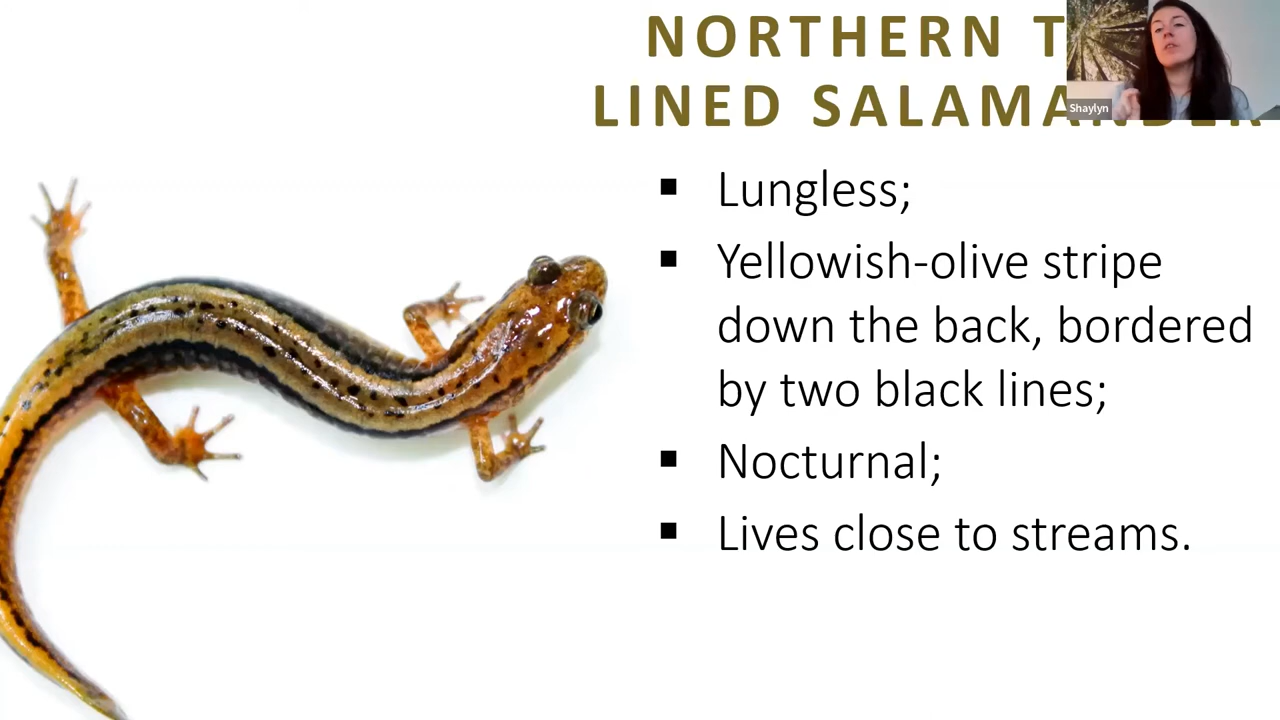 NORTHERN T
LINED SALAMANDER
Shaylyn
▪ Lungless;
▪ Yellowish-olive stripe
down the back, bordered
by two black lines;
▪ Nocturnal;
▪ Lives close to streams.